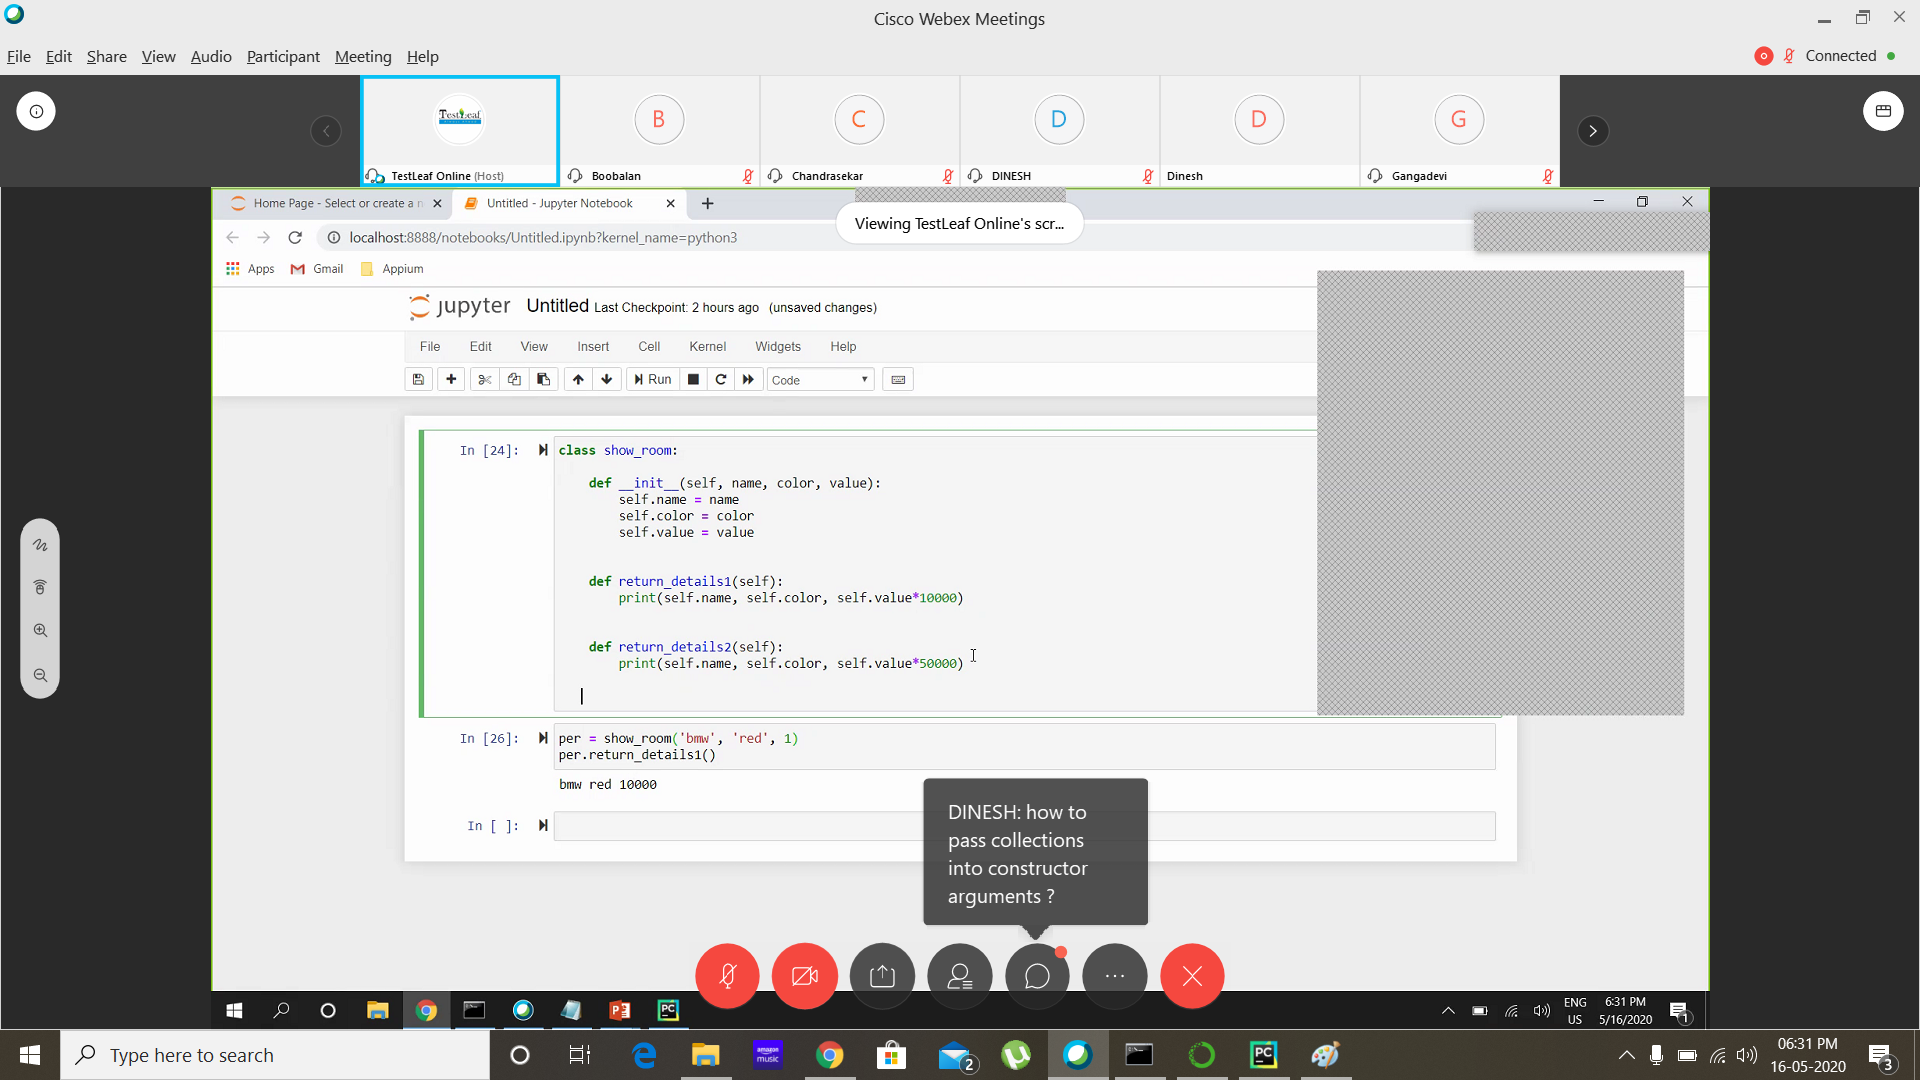 Cisco Webex Meetings
File Edit Share View Audio Participant Meeting Help
Connected
TestLeaf
B
C
D
D
G
TestLeaf Online (Host)
Boobalan
Chandrasekar
DINESH
Dinesh
Gangadevi
Home Page - Select or create a n
Untitled - Jupyter Notebook
Viewing TestLeaf Online's scr...
localhost:8888/notebooks/Untitled.ipynb?kernel_name=python3
Apps Gmail Appium
jupyter Untitled Last Checkpoint: 2 hours ago (unsaved changes)
File Edit View Insert Cell Kernel Widgets Help
Run Code
In [24]:
class show_room:
def __init__(self, name, color, value):
self.name = name
self.color = color
self.value = value
def return_details1(self):
print(self.name, self.color, self.value*10000)
def return_details2(self):
print(self.name, self.color, self.value*50000)
In [26]:
per = show_room('bmw', 'red', 1)
per.return_details1()
bmw red 10000
In [ ]:
DINESH: how to
pass collections
into constructor
arguments ?
PC
ENG
US
6:31 PM
5/16/2020
1
Type here to search
amazon
music
2
PC
06:31 PM
16-05-2020
3